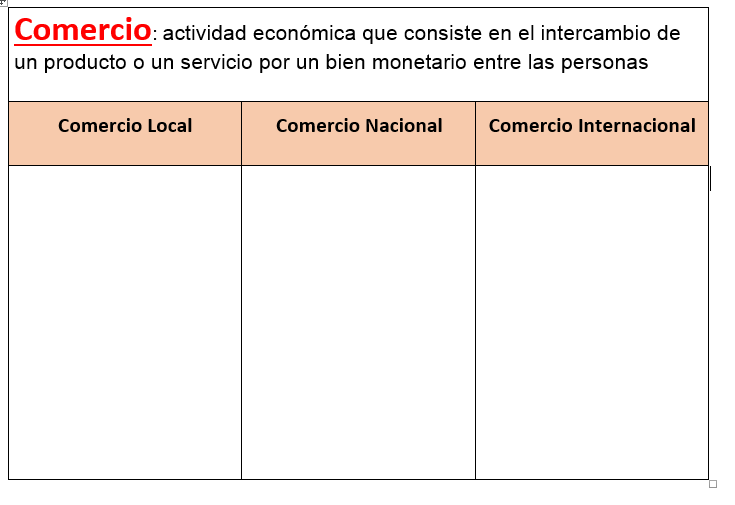 Comercio: actividad económica que consiste en el intercambio de
un producto o un servicio por un bien monetario entre las personas
Comercio Local
Comercio Nacional
Comercio Internacional